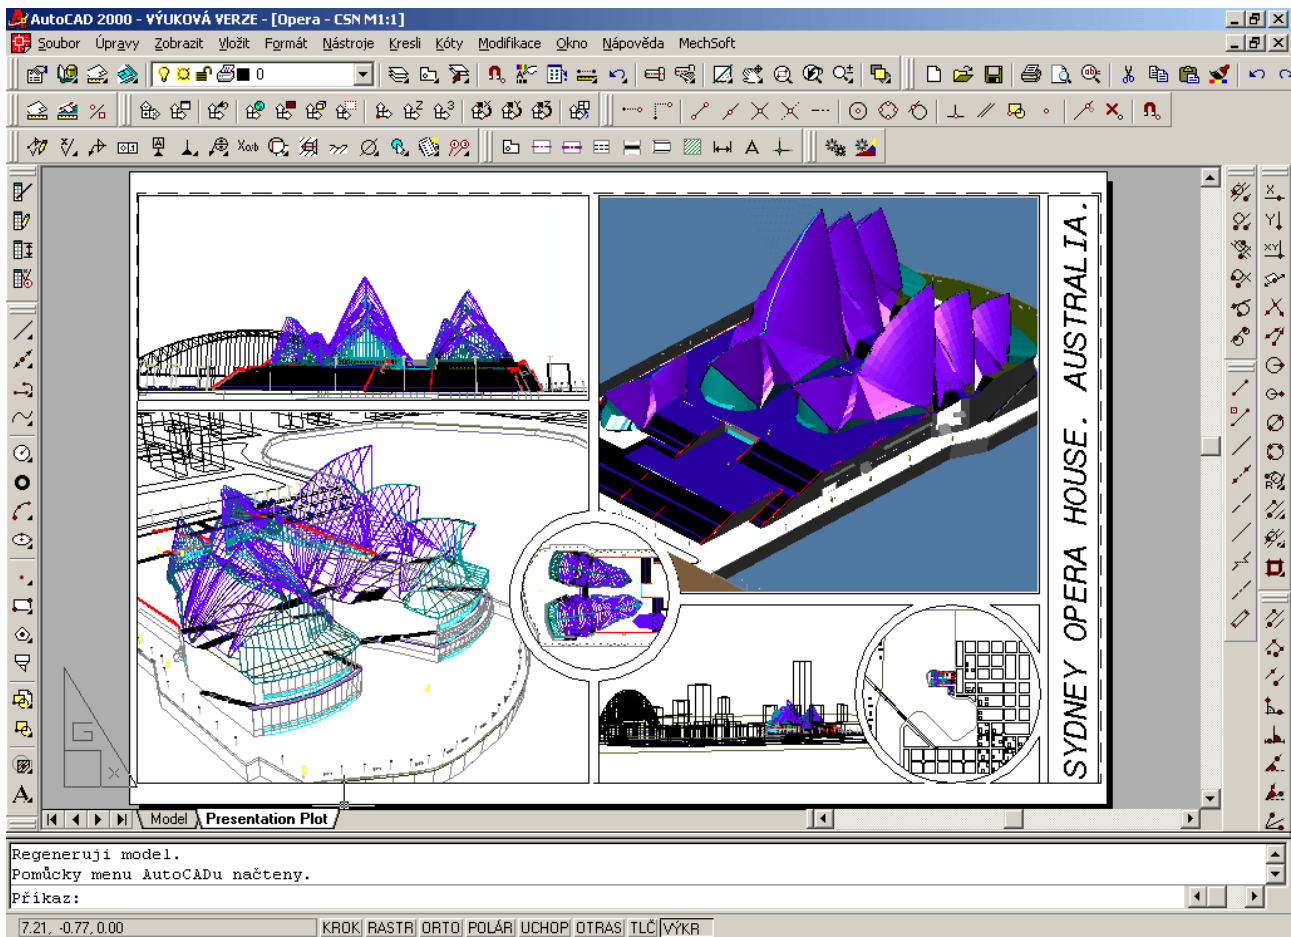 AutoCAD 2000 - VÝUKOVÁ VERZE - [Opera - CSN M1:1]
Soubor Úpravy Zobrazit Vložit Formát Nástroje Kresli Kóty Modifikace Okno Nápověda MechSoft
0
SYDNEY OPERA HOUSE. AUSTRALIA.
Model Presentation Plot
Regeneruji model.
Pomůcky menu AutoCADu načteny.
Příkaz:
7.21, -0.77, 0.00 KROK RASTR ORTO POLÁR UCHOP OTRAS TLČ VÝKR